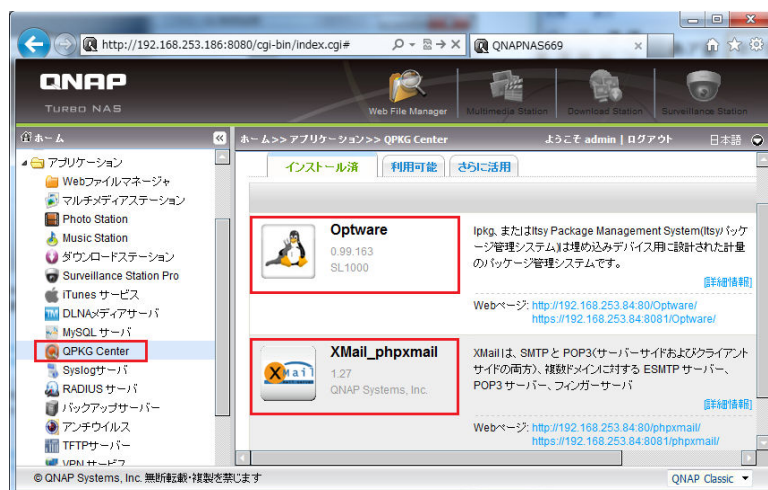 http://192.168.253.186:8080/cgi-bin/index.cgi#
QNAPNAS669
QNAP
TURBO NAS
Web File Manager
Multimedia Station
Download Station
Surveillance Station
ホーム
ホーム>> アプリケーション>> QPKG Center
ようこそ admin | ログアウト
日本語
アプリケーション
Webファイルマネージャ
マルチメディアステーション
Photo Station
Music Station
ダウンロードステーション
Surveillance Station Pro
iTunes サービス
DLNAメディアサーバ
MySQL サーバ
QPKG Center
Syslogサーバ
RADIUS サーバ
バックアップサーバー
アンチウイルス
TFTPサーバー
VPN サービス
インストール済
利用可能
さらに活用
Optware
0.99.163
SL1000
Ipkg、またはItsy Package Management System(Itsyパッケ
ージ管理システム)は埋め込みデバイス用に設計された計量
のパッケージ管理システムです。
[詳細情報]
Webページ: http://192.168.253.84:80/Optware/
https://192.168.253.84:8081/Optware/
XMail
XMail_phpxmail
1.27
QNAP Systems, Inc.
XMailは、SMTP と POP3(サーバーサイドおよびクライアント
サイドの両方)、複数ドメインに対する ESMTP サーバー、
POP3 サーバー、フィンガーサーバ
[詳細情報]
Webページ: http://192.168.253.84:80/phpxmail/
https://192.168.253.84:8081/phpxmail/
© QNAP Systems, Inc. 無断転載・複製を禁じます
QNAP Classic